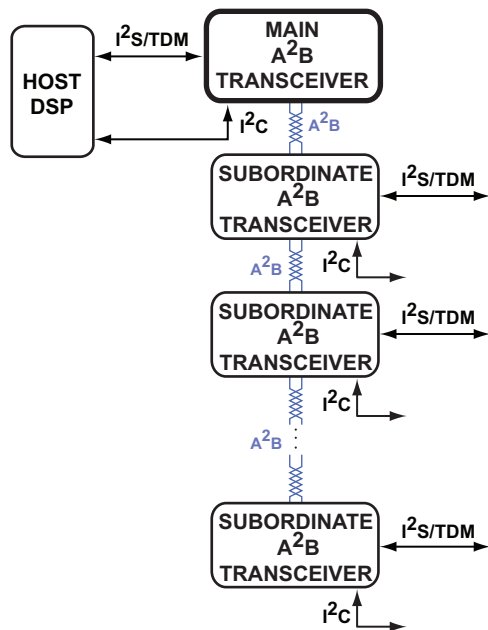 I²S/TDM
MAIN
A²B
TRANSCEIVER
HOST
DSP
I²C
A²B
SUBORDINATE
A²B
TRANSCEIVER
I²S/TDM
I²C
A²B
SUBORDINATE
A²B
TRANSCEIVER
I²S/TDM
I²C
A²B
SUBORDINATE
A²B
TRANSCEIVER
I²S/TDM
I²C